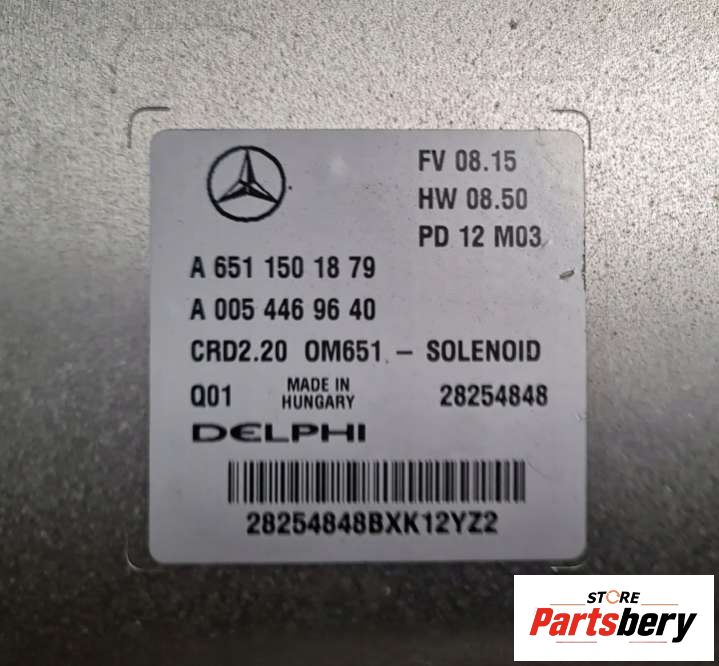 FV 08.15
HW 08.50
PD 12 M03
A 651 150 18 79
A 005 446 96 40
CRD2.20 OM651 – SOLENOID
Q01 MADE IN HUNGARY 28254848
DELPHI
28254848BXK12YZ2
STORE
Partsbery